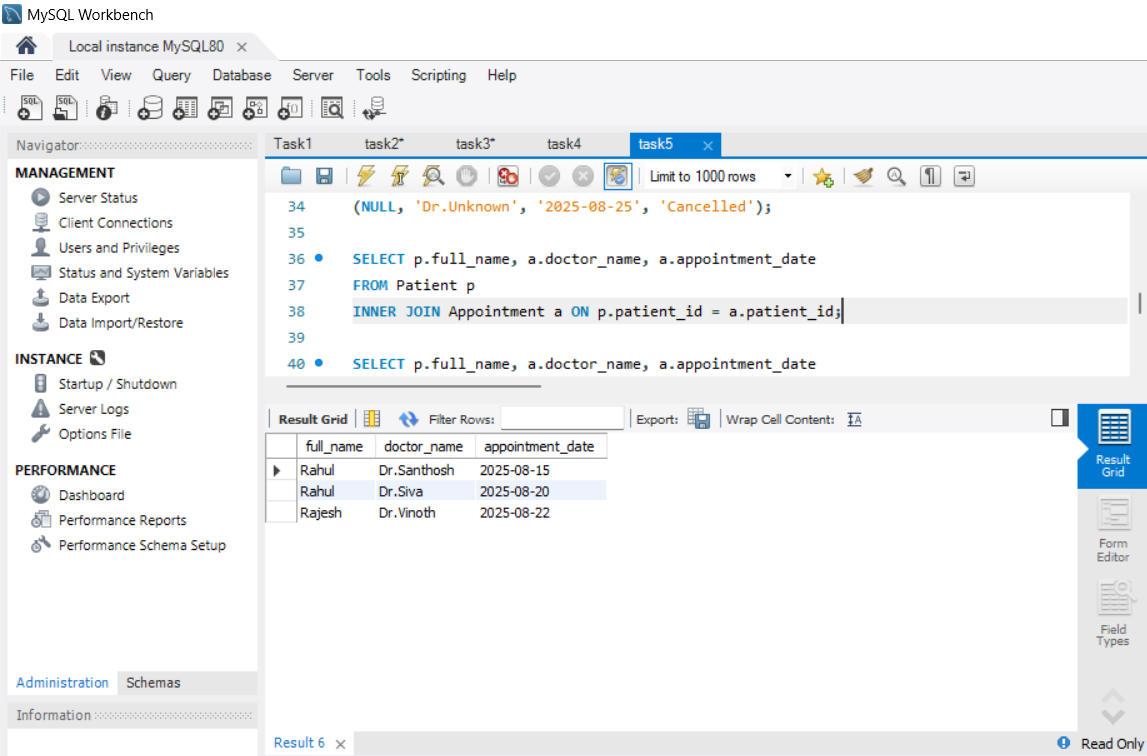 MySQL Workbench
Local instance MySQL80
File Edit View Query Database Server Tools Scripting Help
Navigator
MANAGEMENT
Server Status
Client Connections
Users and Privileges
Status and System Variables
Data Export
Data Import/Restore
INSTANCE
Startup / Shutdown
Server Logs
Options File
PERFORMANCE
Dashboard
Performance Reports
Performance Schema Setup
Administration Schemas
Information
Task1 task2* task3* task4 task5
Limit to 1000 rows
34 (NULL, 'Dr.Unknown', '2025-08-25', 'Cancelled');
35
36 SELECT p.full_name, a.doctor_name, a.appointment_date
37 FROM Patient p
38 INNER JOIN Appointment a ON p.patient_id = a.patient_id;
39
40 SELECT p.full_name, a.doctor_name, a.appointment_date
Result Grid Filter Rows: Export: Wrap Cell Content:
full_name doctor_name appointment_date
Rahul Dr.Santhosh 2025-08-15
Rahul Dr.Siva 2025-08-20
Rajesh Dr.Vinoth 2025-08-22
Result
Grid
Form
Editor
Field
Types
Result 6
Read Only